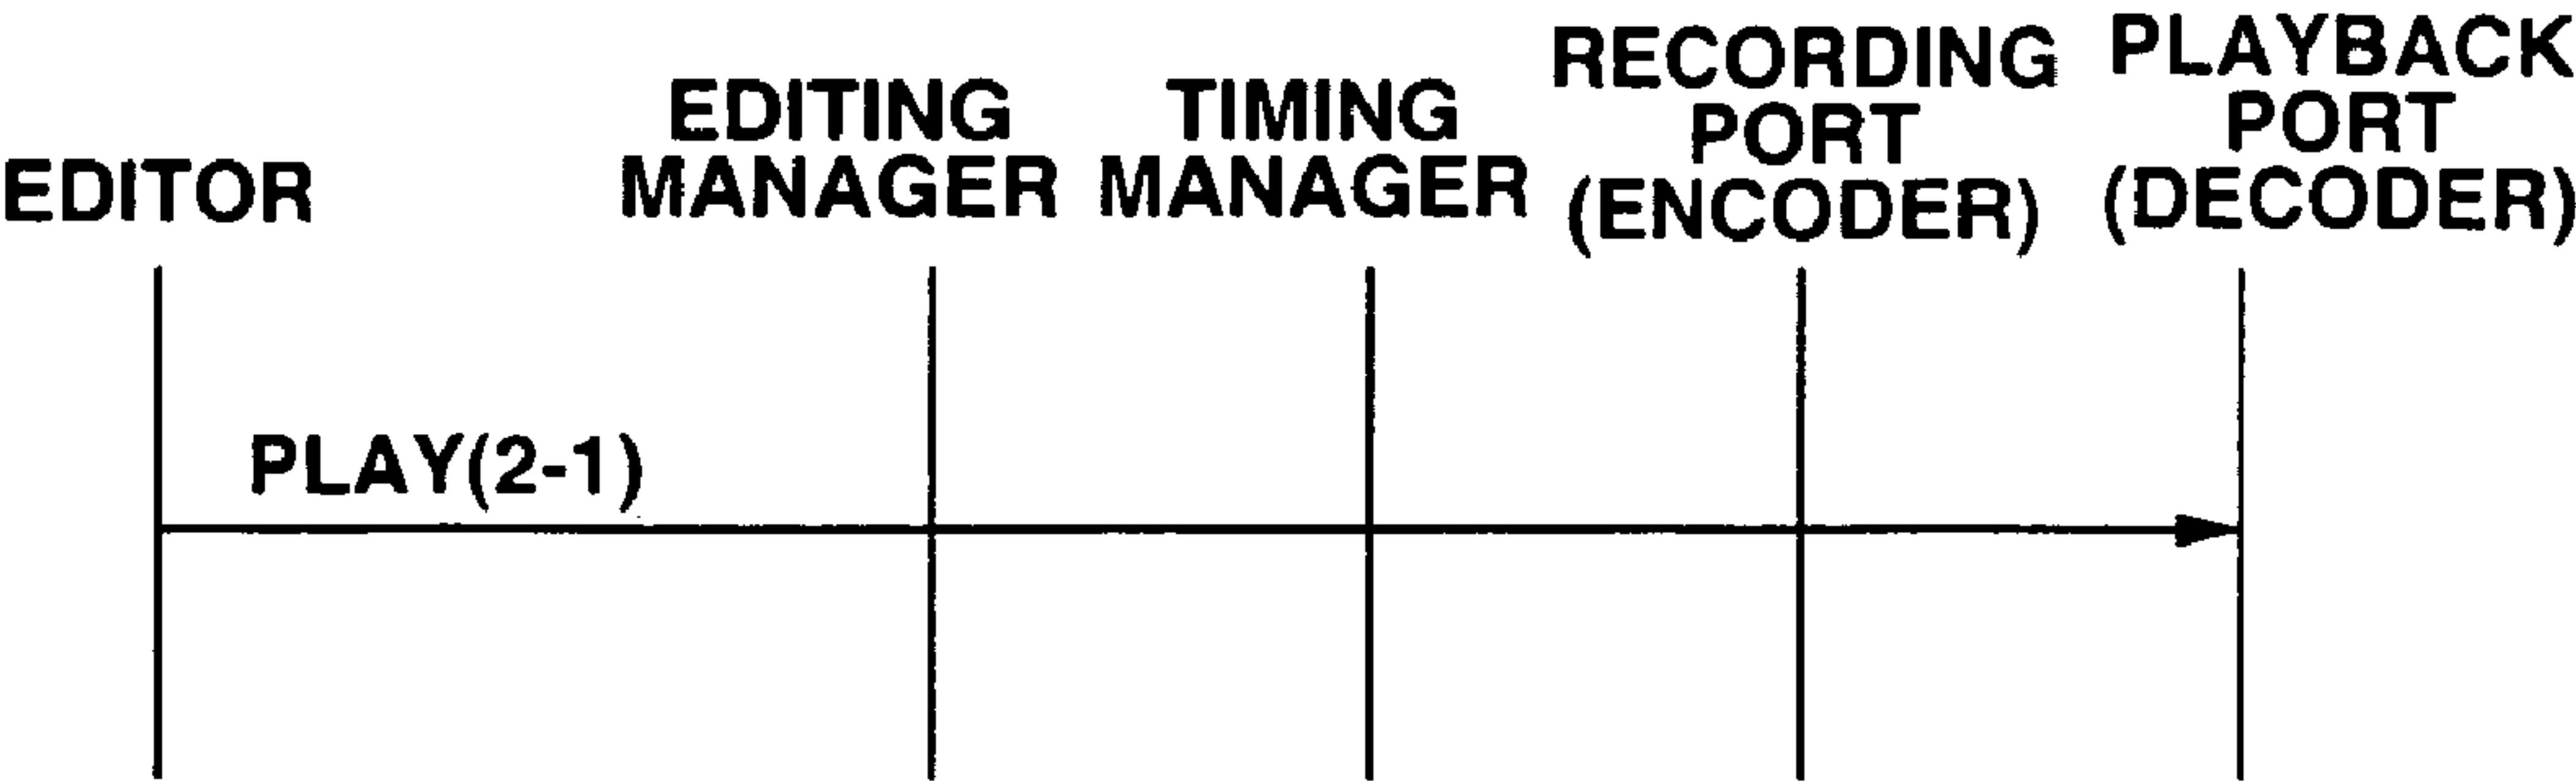 EDITOR
EDITING
MANAGER
TIMING
MANAGER
RECORDING
PORT
(ENCODER)
PLAYBACK
PORT
(DECODER)
PLAY(2-1)